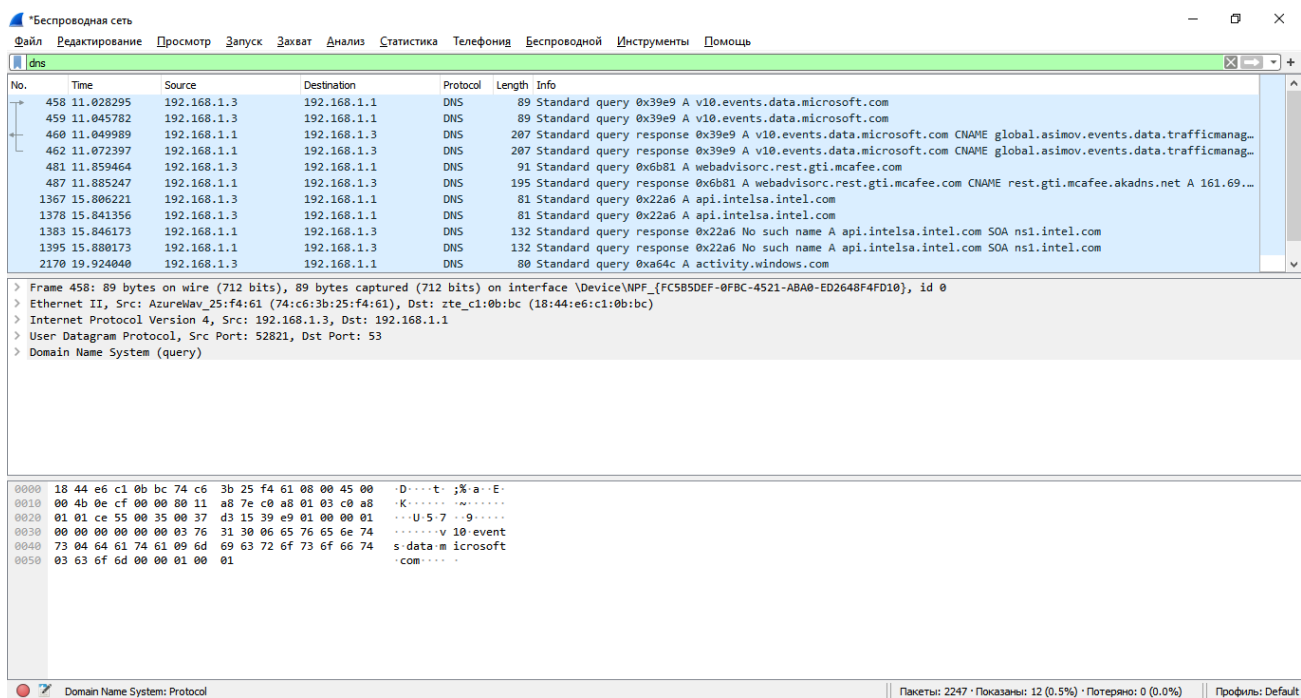 *Беспроводная сеть
Файл Редактирование Просмотр Запуск Захват Анализ Статистика Телефония Беспроводной Инструменты Помощь
dns
No. Time Source Destination Protocol Length Info
458 11.028295 192.168.1.3 192.168.1.1 DNS 89 Standard query 0x39e9 A v10.events.data.microsoft.com
459 11.045782 192.168.1.3 192.168.1.1 DNS 89 Standard query 0x39e9 A v10.events.data.microsoft.com
460 11.049989 192.168.1.1 192.168.1.3 DNS 207 Standard query response 0x39e9 A v10.events.data.microsoft.com CNAME global.asimov.events.data.trafficmanag…
462 11.072397 192.168.1.1 192.168.1.3 DNS 207 Standard query response 0x39e9 A v10.events.data.microsoft.com CNAME global.asimov.events.data.trafficmanag…
481 11.859464 192.168.1.3 192.168.1.1 DNS 91 Standard query 0x6b81 A webadvisorc.rest.gti.mcafee.com
487 11.885247 192.168.1.1 192.168.1.3 DNS 195 Standard query response 0x6b81 A webadvisorc.rest.gti.mcafee.com CNAME rest.gti.mcafee.akadns.net A 161.69.…
1367 15.806221 192.168.1.3 192.168.1.1 DNS 81 Standard query 0x22a6 A api.intelsa.intel.com
1378 15.841356 192.168.1.3 192.168.1.1 DNS 81 Standard query 0x22a6 A api.intelsa.intel.com
1383 15.846173 192.168.1.1 192.168.1.3 DNS 132 Standard query response 0x22a6 No such name A api.intelsa.intel.com SOA ns1.intel.com
1395 15.880173 192.168.1.1 192.168.1.3 DNS 132 Standard query response 0x22a6 No such name A api.intelsa.intel.com SOA ns1.intel.com
2170 19.924040 192.168.1.3 192.168.1.1 DNS 80 Standard query 0xa64c A activity.windows.com
> Frame 458: 89 bytes on wire (712 bits), 89 bytes captured (712 bits) on interface \Device\NPF_{FC5B5DEF-0FBC-4521-ABA0-ED2648F4FD10}, id 0
> Ethernet II, Src: AzureWav_25:f4:61 (74:c6:3b:25:f4:61), Dst: zte_c1:0b:bc (18:44:e6:c1:0b:bc)
> Internet Protocol Version 4, Src: 192.168.1.3, Dst: 192.168.1.1
> User Datagram Protocol, Src Port: 52821, Dst Port: 53
> Domain Name System (query)
0000 18 44 e6 c1 0b bc 74 c6 3b 25 f4 61 08 00 45 00 ·D····t· ;%·a··E·
0010 00 4b 0e cf 00 00 80 11 a8 7e c0 a8 01 03 c0 a8 ·K······ ·~······
0020 01 01 ce 55 00 35 00 37 d3 15 39 e9 01 00 00 01 ···U·5·7 ··9·····
0030 00 00 00 00 00 00 03 76 31 30 06 65 76 65 6e 74 ·······v 10·event
0040 73 04 64 61 74 61 09 6d 69 63 72 6f 73 6f 66 74 s·data·m icrosoft
0050 03 63 6f 6d 00 00 01 00 01 ·com···· ·
Domain Name System: Protocol Пакеты: 2247 · Показаны: 12 (0.5%) · Потеряно: 0 (0.0%) Профиль: Default